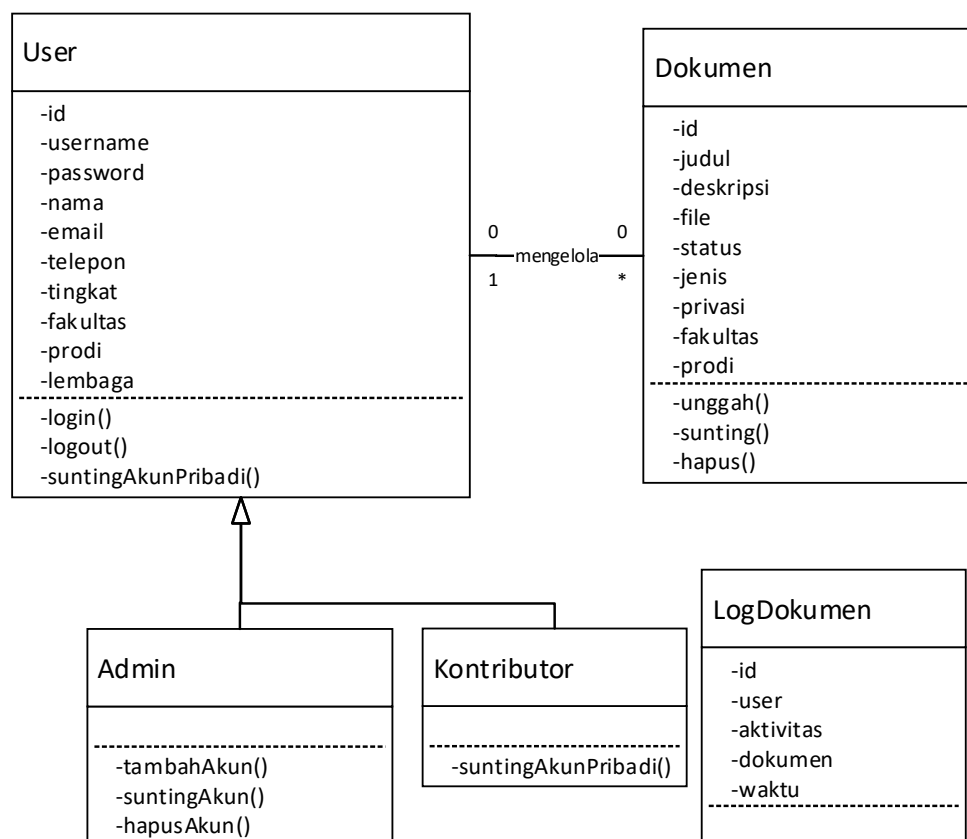 User
-id
-username
-password
-nama
-email
-telepon
-tingkat
-fakultas
-prodi
-lembaga
-login()
-logout()
-suntingAkunPribadi()
0
1
mengelola
0
*
Dokumen
-id
-judul
-deskripsi
-file
-status
-jenis
-privasi
-fakultas
-prodi
-unggah()
-sunting()
-hapus()
Admin
-tambahAkun()
-suntingAkun()
-hapusAkun()
Kontributor
-suntingAkunPribadi()
LogDokumen
-id
-user
-aktivitas
-dokumen
-waktu